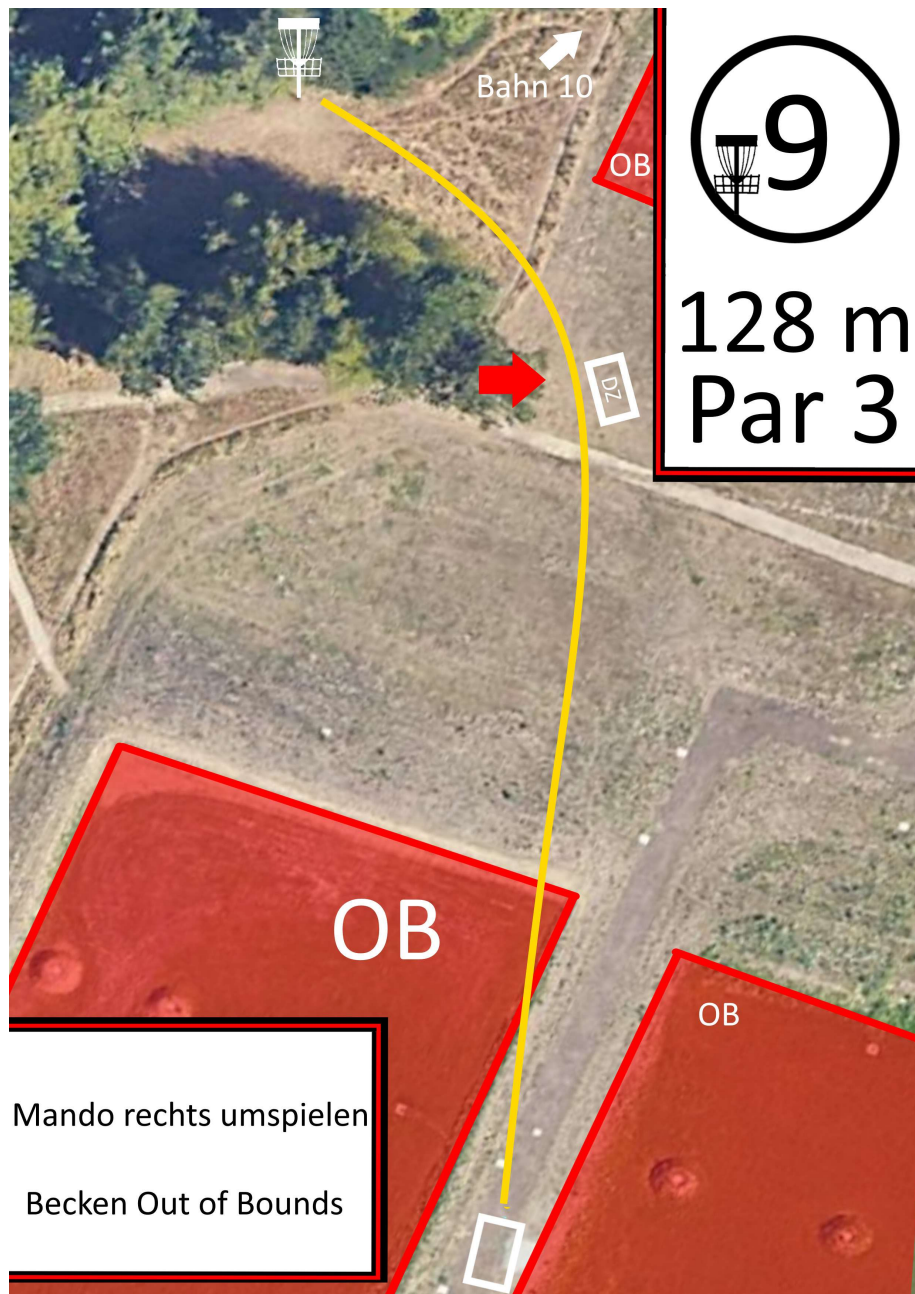 Bahn 10
OB
9
128 m
Par 3
DZ
OB
OB
Mando rechts umspielen
Becken Out of Bounds